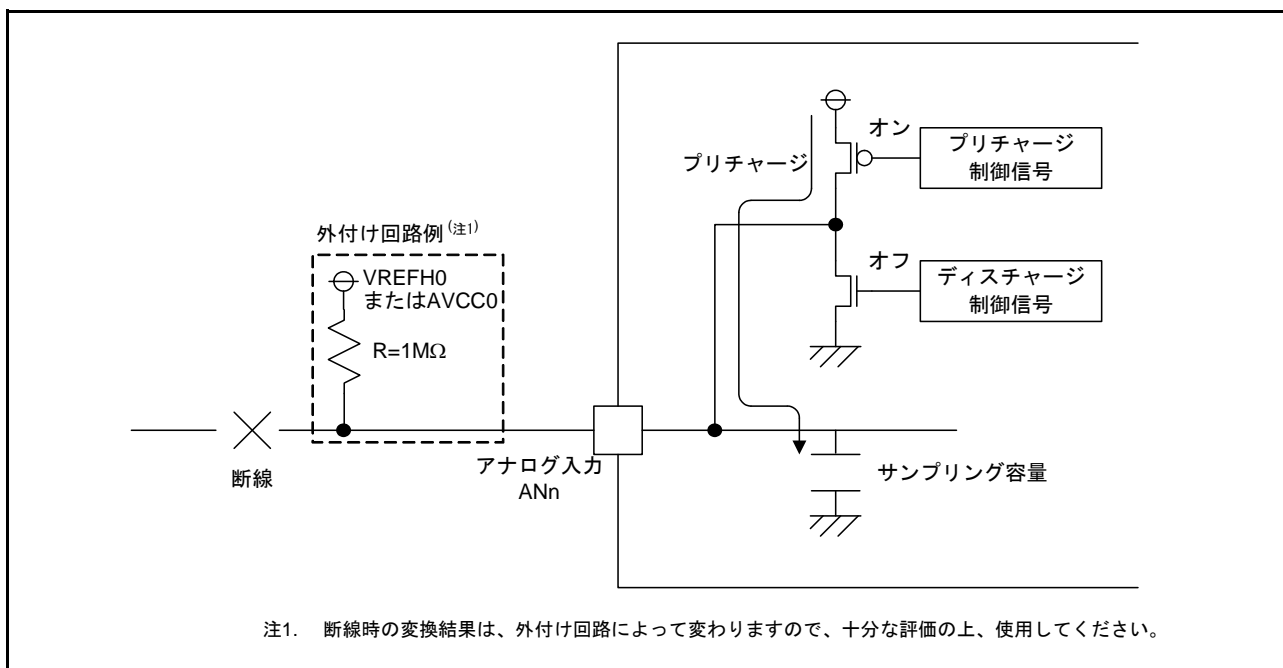 オン
プリチャージ
制御信号
プリチャージ
外付け回路例(注1)
VREFH0
またはAVCC0
オフ
ディスチャージ
制御信号
R=1MΩ
断線
アナログ入力
ANn
サンプリング容量
注1. 断線時の変換結果は、外付け回路によって変わりますので、十分な評価の上、使用してください。